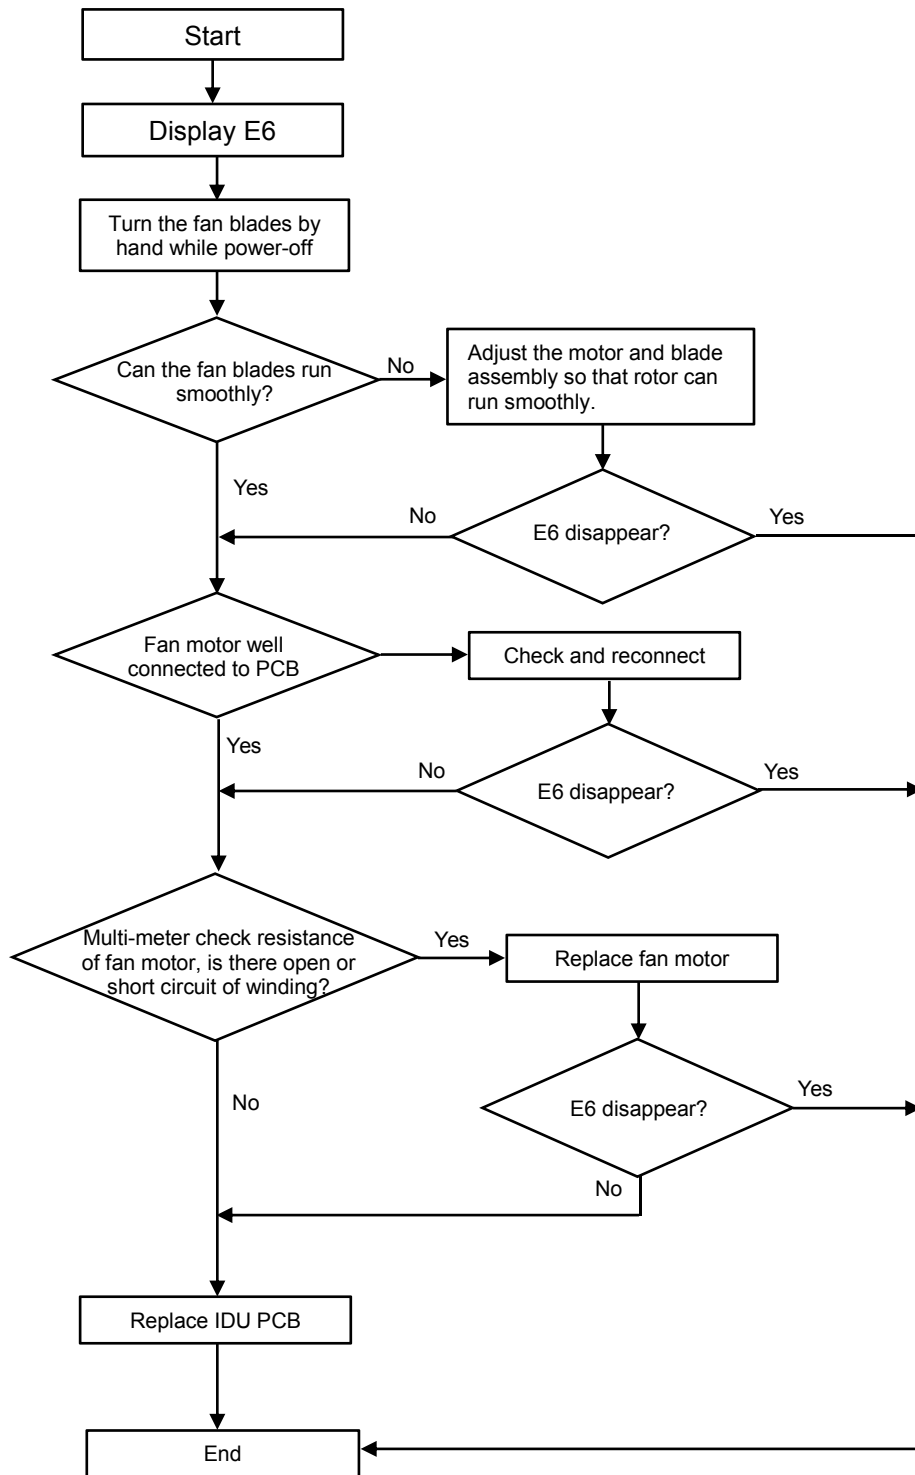 Start
Display E6
Turn the fan blades by
hand while power-off
Can the fan blades run
smoothly?
No
Adjust the motor and blade
assembly so that rotor can
run smoothly.
Yes
No
E6 disappear?
Yes
Fan motor well
connected to PCB
Check and reconnect
Yes
No
E6 disappear?
Yes
Multi-meter check resistance
of fan motor, is there open or
short circuit of winding?
Yes
Replace fan motor
No
E6 disappear?
Yes
No
Replace IDU PCB
End